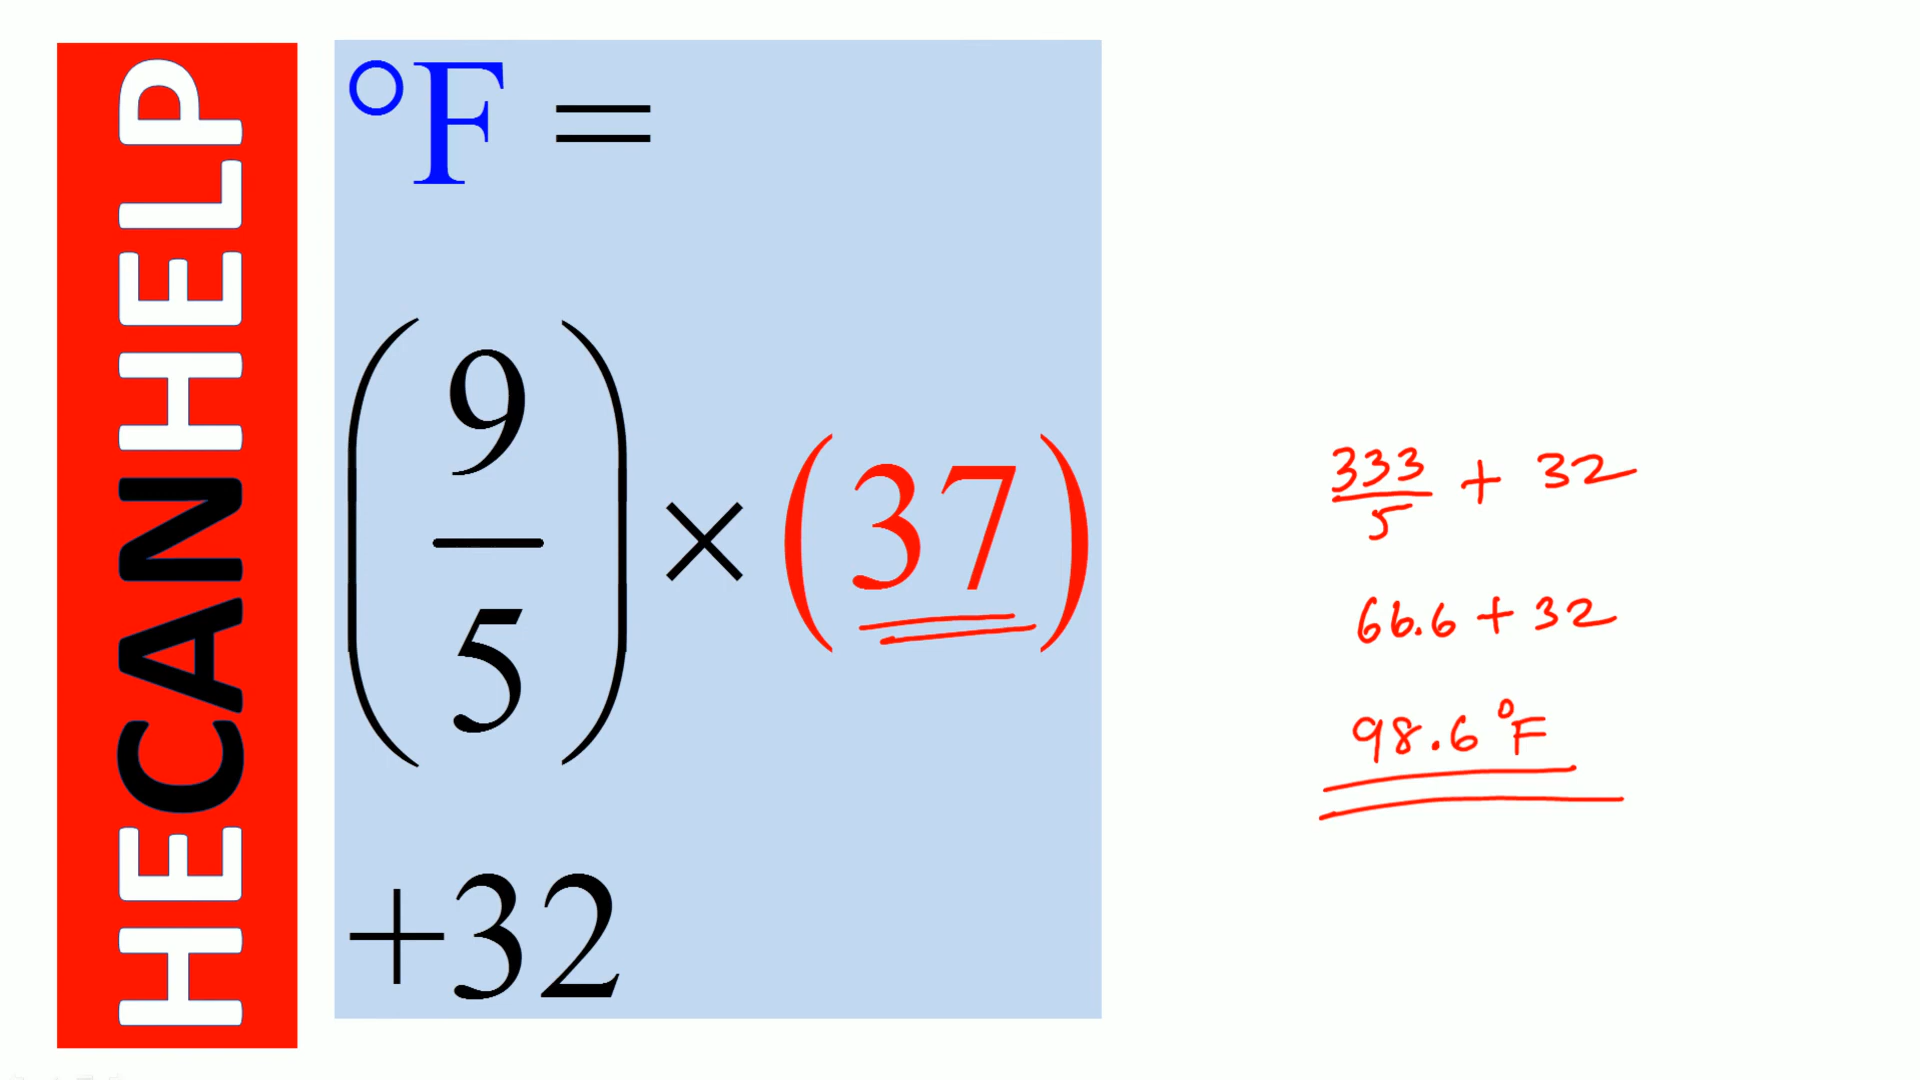 HECANHELP
°F =
(9/5) × (37)
+32
333/5 + 32
66.6 + 32
98.6 °F